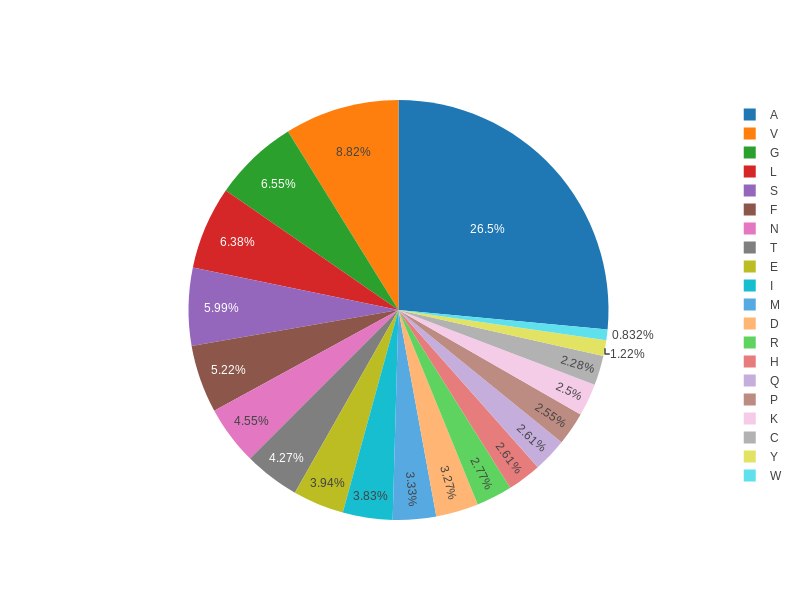 8.82%
26.5%
6.55%
6.38%
5.99%
5.22%
4.55%
4.27%
3.94%
3.83%
3.33%
3.27%
2.77%
2.61%
2.61%
2.55%
2.5%
2.28%
1.22%
0.832%
A
V
G
L
S
F
N
T
E
I
M
D
R
H
Q
P
K
C
Y
W